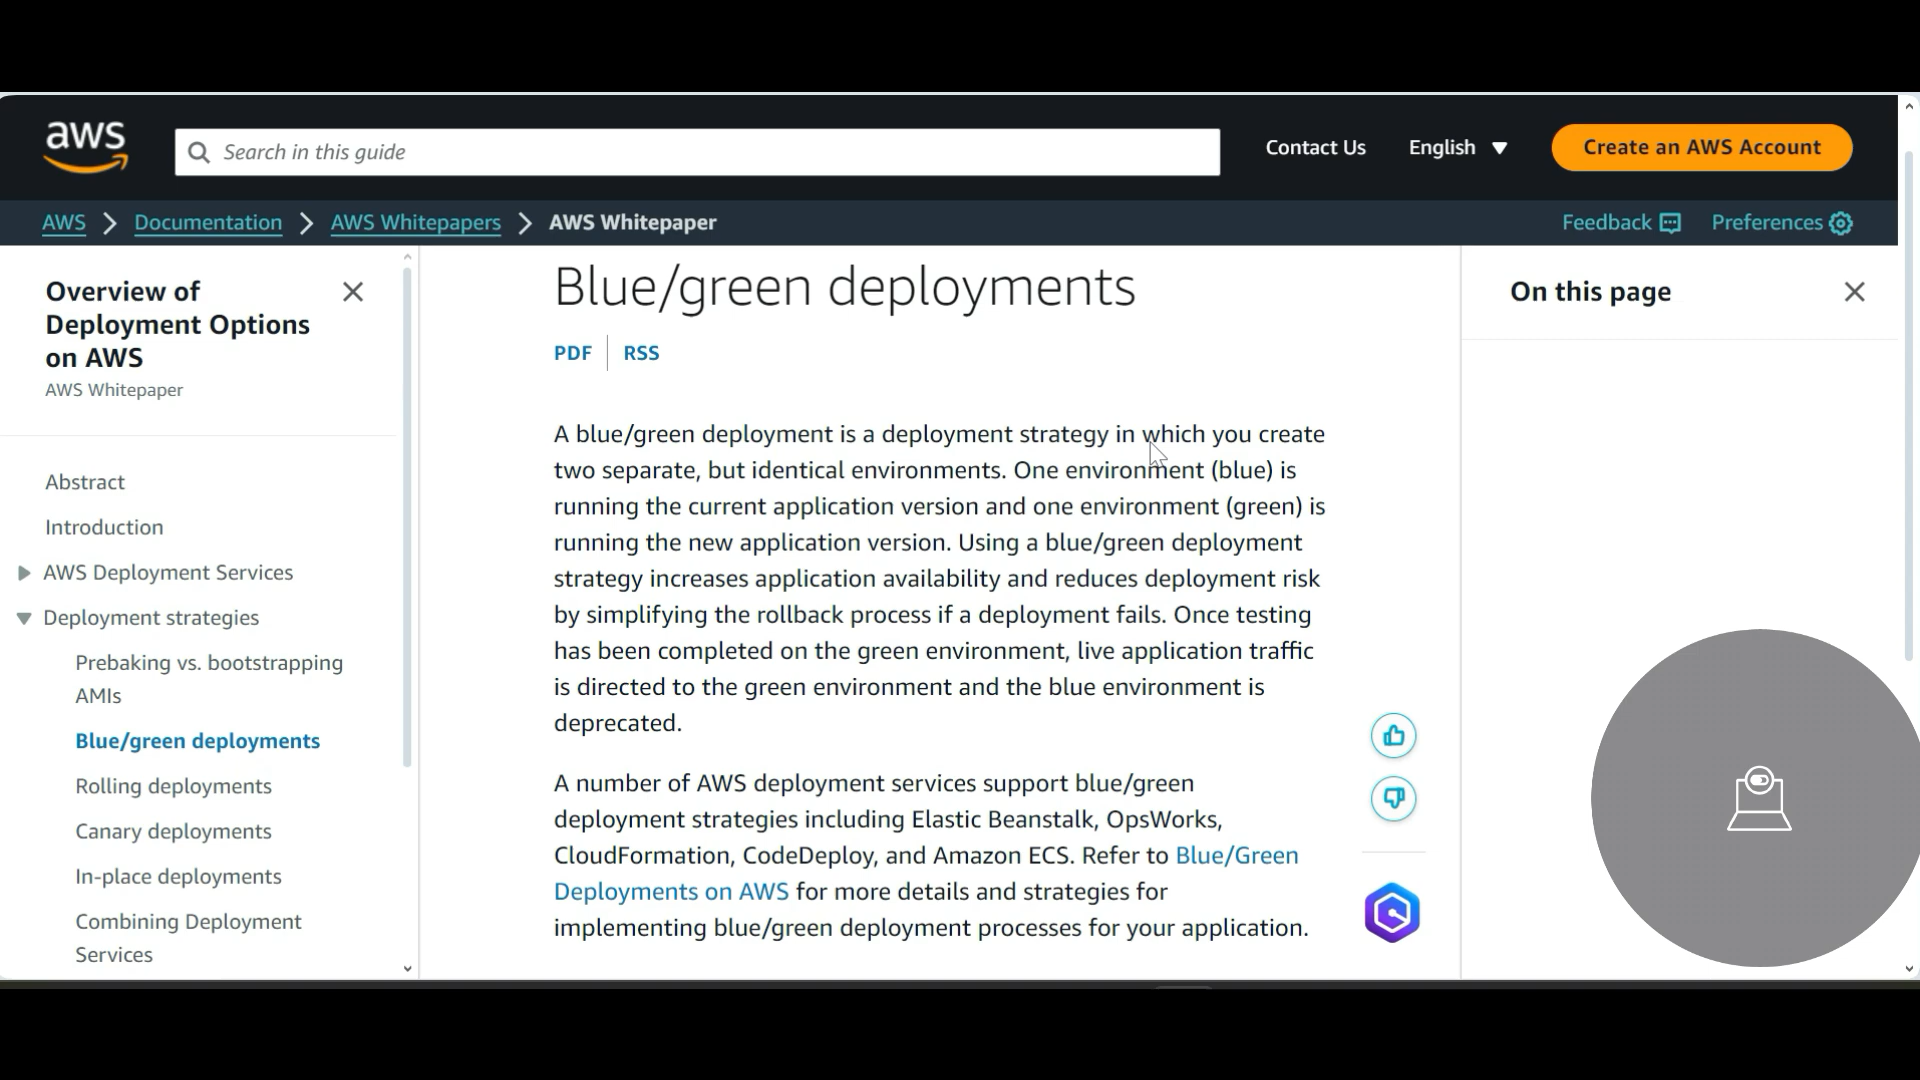 aws
Search in this guide
Contact Us
English
Create an AWS Account
AWS
Documentation
AWS Whitepapers
AWS Whitepaper
Feedback
Preferences
Overview of
Deployment Options
on AWS
AWS Whitepaper
Abstract
Introduction
AWS Deployment Services
Deployment strategies
Prebaking vs. bootstrapping
AMIs
Blue/green deployments
Rolling deployments
Canary deployments
In-place deployments
Combining Deployment
Services
Blue/green deployments
PDF
RSS
A blue/green deployment is a deployment strategy in which you create
two separate, but identical environments. One environment (blue) is
running the current application version and one environment (green) is
running the new application version. Using a blue/green deployment
strategy increases application availability and reduces deployment risk
by simplifying the rollback process if a deployment fails. Once testing
has been completed on the green environment, live application traffic
is directed to the green environment and the blue environment is
deprecated.
A number of AWS deployment services support blue/green
deployment strategies including Elastic Beanstalk, OpsWorks,
CloudFormation, CodeDeploy, and Amazon ECS. Refer to Blue/Green
Deployments on AWS for more details and strategies for
implementing blue/green deployment processes for your application.
On this page